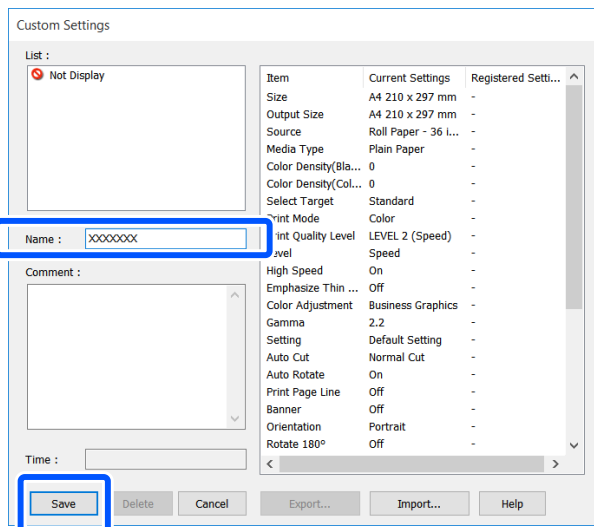 Custom Settings
List :
Not Display
Name : XXXXXXX
Comment :
Time :
Item Current Settings Registered Setti...
Size A4 210 x 297 mm -
Output Size A4 210 x 297 mm -
Source Roll Paper - 36 i... -
Media Type Plain Paper -
Color Density(Bla... 0 -
Color Density(Col... 0 -
Select Target Standard -
Print Mode Color -
Print Quality Level LEVEL 2 (Speed) -
Level Speed -
High Speed On -
Emphasize Thin ... Off -
Color Adjustment Business Graphics -
Gamma 2.2 -
Setting Default Setting -
Auto Cut Normal Cut -
Auto Rotate On -
Print Page Line Off -
Banner Off -
Orientation Portrait -
Rotate 180° Off -
Save Delete Cancel Export... Import... Help